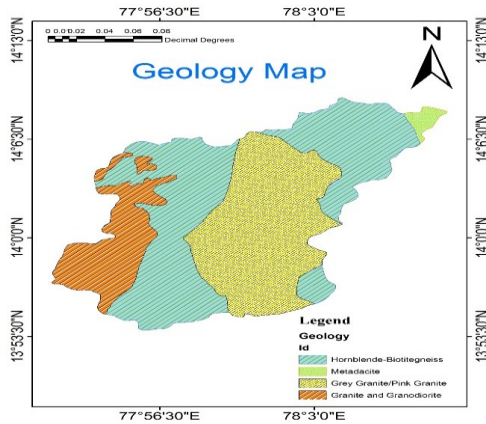 77°56'30"E 78°3'0"E
0 0.01 0.02 0.04 0.06 0.08
Decimal Degrees
Geology Map
N
14°13'0"N 14°13'0"N
14°6'30"N 14°6'30"N
14°0'0"N 14°0'0"N
13°53'30"N 13°53'30"N
Legend
Geology
Id
Hornblende-Biotitegneiss
Metadacite
Grey Granite/Pink Granite
Granite and Granodiorite
77°56'30"E 78°3'0"E